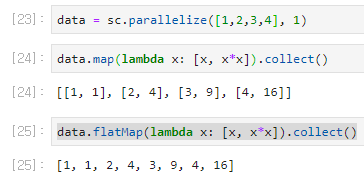 [23]: data = sc.parallelize([1,2,3,4], 1)
[24]: data.map(lambda x: [x, x*x]).collect()
[24]: [[1, 1], [2, 4], [3, 9], [4, 16]]
[25]: data.flatMap(lambda x: [x, x*x]).collect()
[25]: [1, 1, 2, 4, 3, 9, 4, 16]